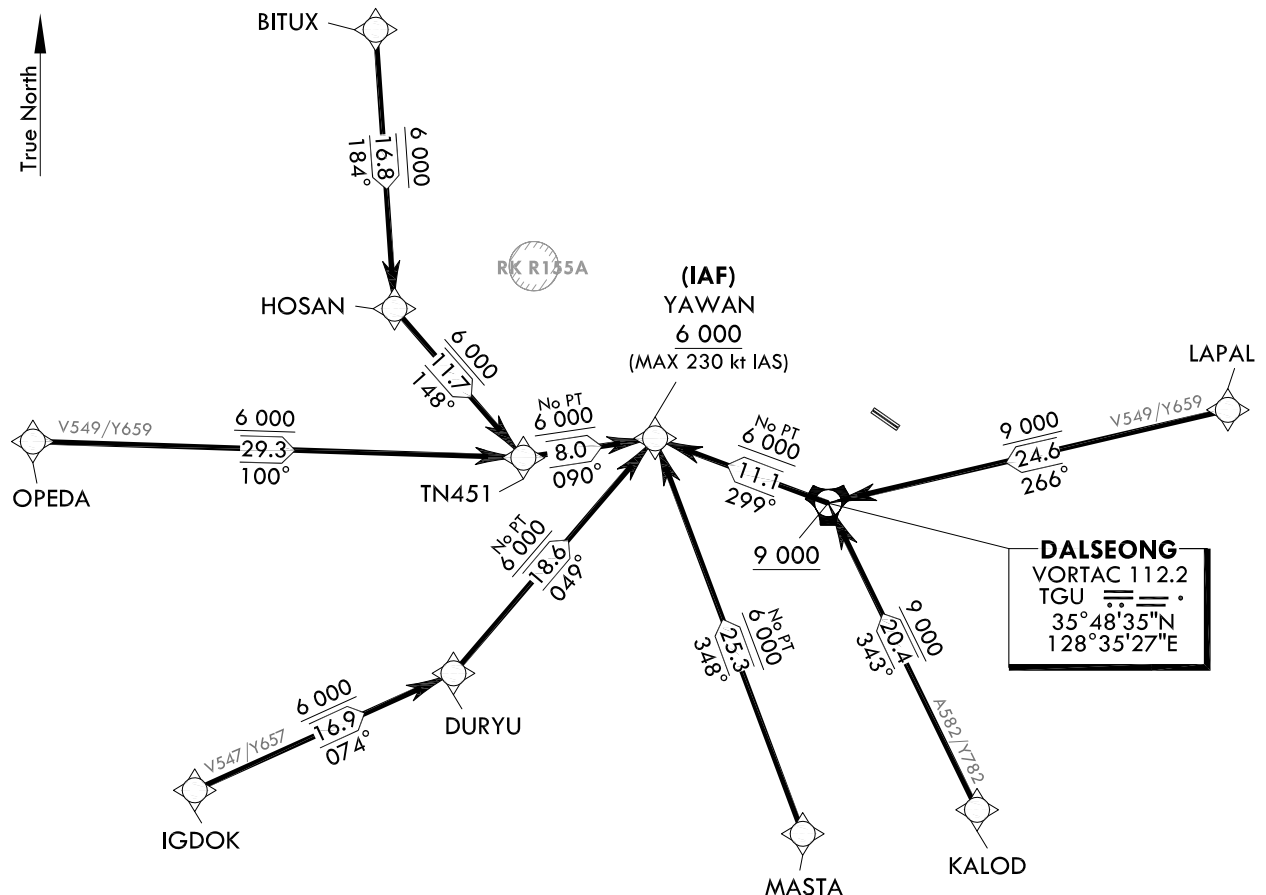 BITUX
True North
6 000
16.8
184°
HOSAN
RK R155A
(IAF)
YAWAN
6 000
(MAX 230 kt IAS)
LAPAL
6 000
11.7
148°
V549/Y659
6 000
29.3
100°
No PT
6 000
8.0
090°
No PT
6 000
11.1
299°
9 000
24.6
266°
V549/Y659
OPEDA
TN451
No PT
6 000
18.6
049°
9 000
DALSEONG
VORTAC 112.2
TGU
35°48'35"N
128°35'27"E
No PT
6 000
25.3
348°
9 000
20.4
343°
A582/Y782
V547/Y657
6 000
16.9
074°
DURYU
IGDOK
MASTA
KALOD